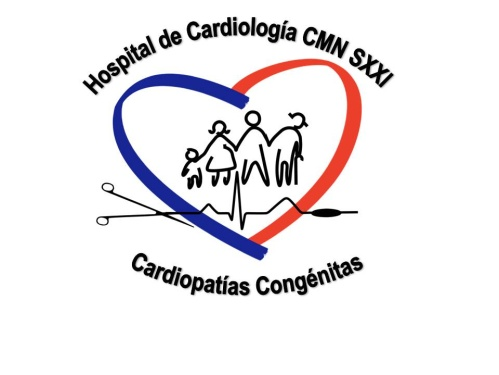 Hospital de Cardiología CMN SXXI
Cardiopatías Congénitas